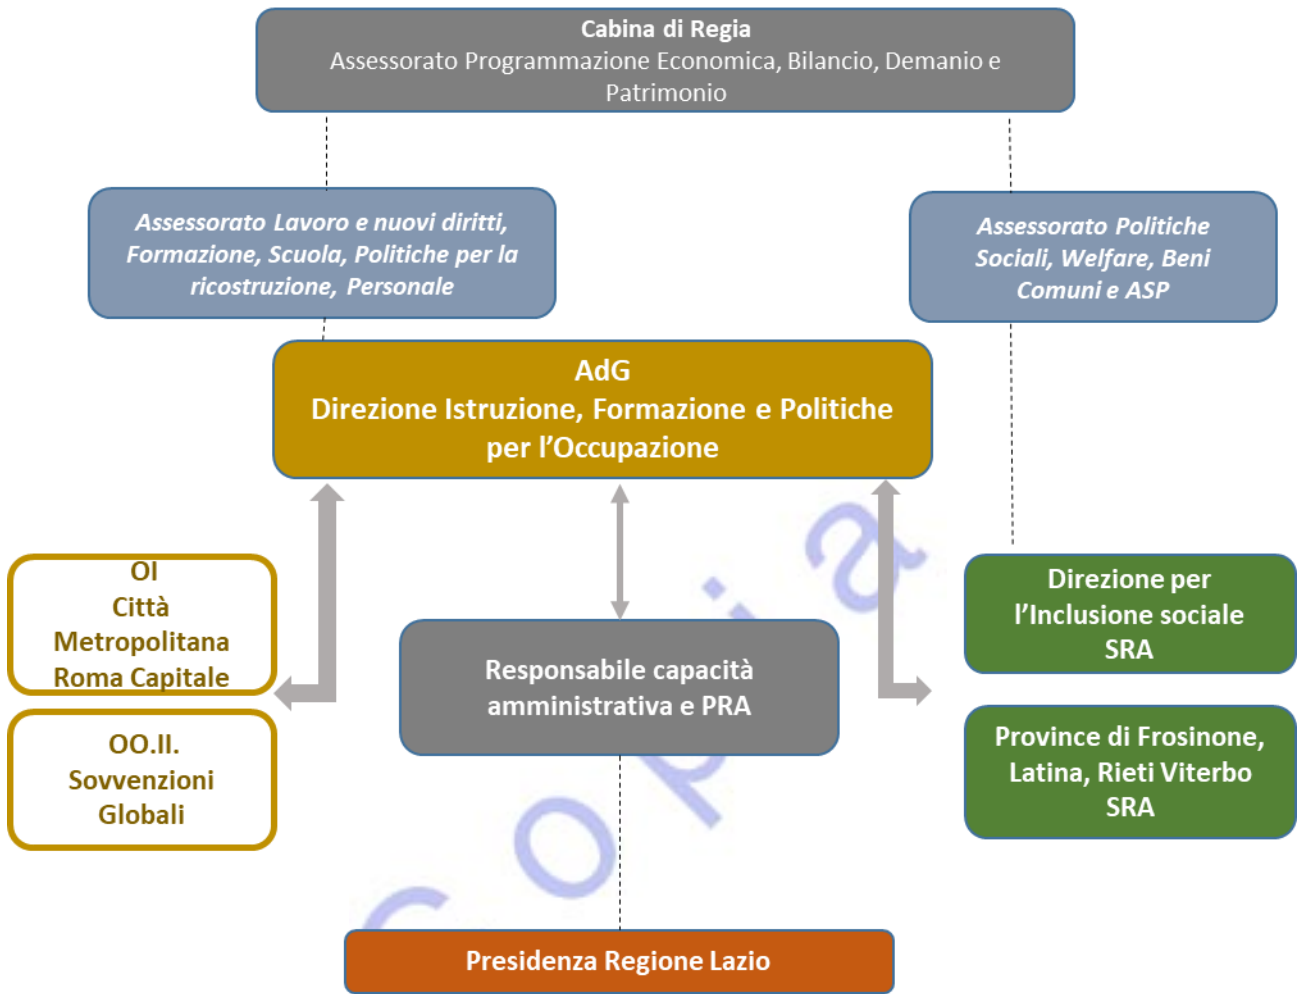 Cabina di Regia
Assessorato Programmazione Economica, Bilancio, Demanio e
Patrimonio
Assessorato Lavoro e nuovi diritti,
Formazione, Scuola, Politiche per la
ricostruzione, Personale
Assessorato Politiche
Sociali, Welfare, Beni
Comuni e ASP
AdG
Direzione Istruzione, Formazione e Politiche
per l’Occupazione
OI
Città
Metropolitana
Roma Capitale
OO.II.
Sovvenzioni
Globali
Responsabile capacità
amministrativa e PRA
Direzione per
l’Inclusione sociale
SRA
Province di Frosinone,
Latina, Rieti Viterbo
SRA
Presidenza Regione Lazio
Copia